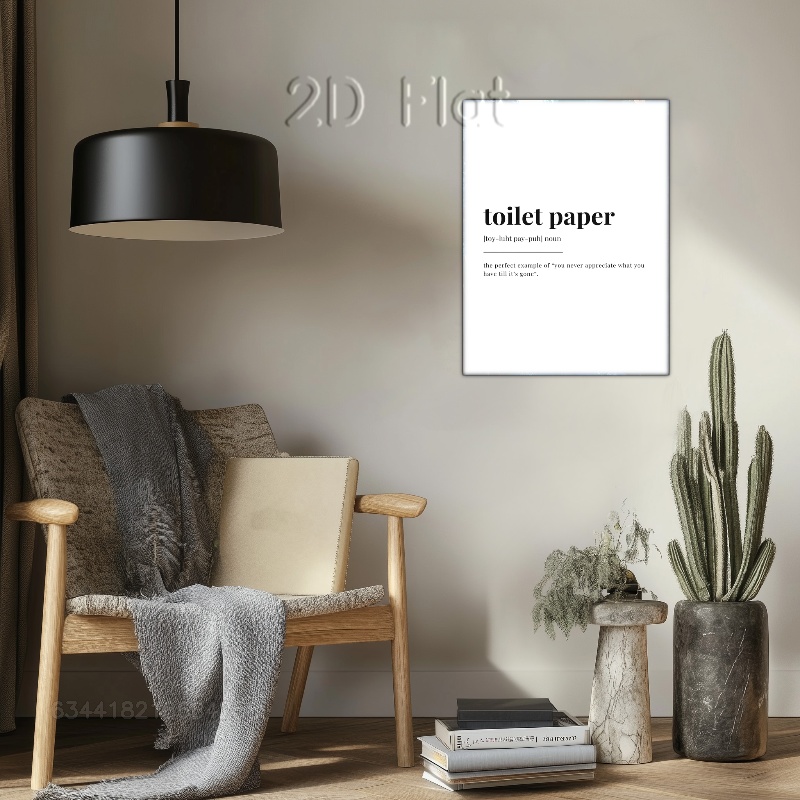 2D Flat
toilet paper
[toy-luht pay-puh] noun
the perfect example of "you never appreciate what you
have till it's gone".
6344182